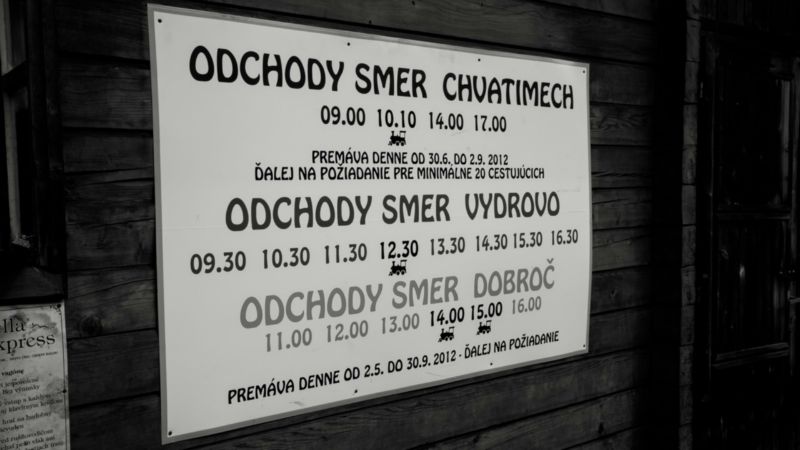 ODCHODY SMER CHVATIMECH
09.00 10.10 14.00 17.00
PREMÁVA DENNE OD 30.6. DO 2.9. 2012
ĎALEJ NA POŽIADANIE PRE MINIMÁLNE 20 CESTUJÚCICH
ODCHODY SMER VYDROVO
09.30 10.30 11.30 12.30 13.30 14.30 15.30 16.30
ODCHODY SMER DOBROČ
11.00 12.00 13.00 14.00 15.00 16.00
PREMÁVA DENNE OD 2.5. DO 30.9. 2012 - ĎALEJ NA POŽIADANIE